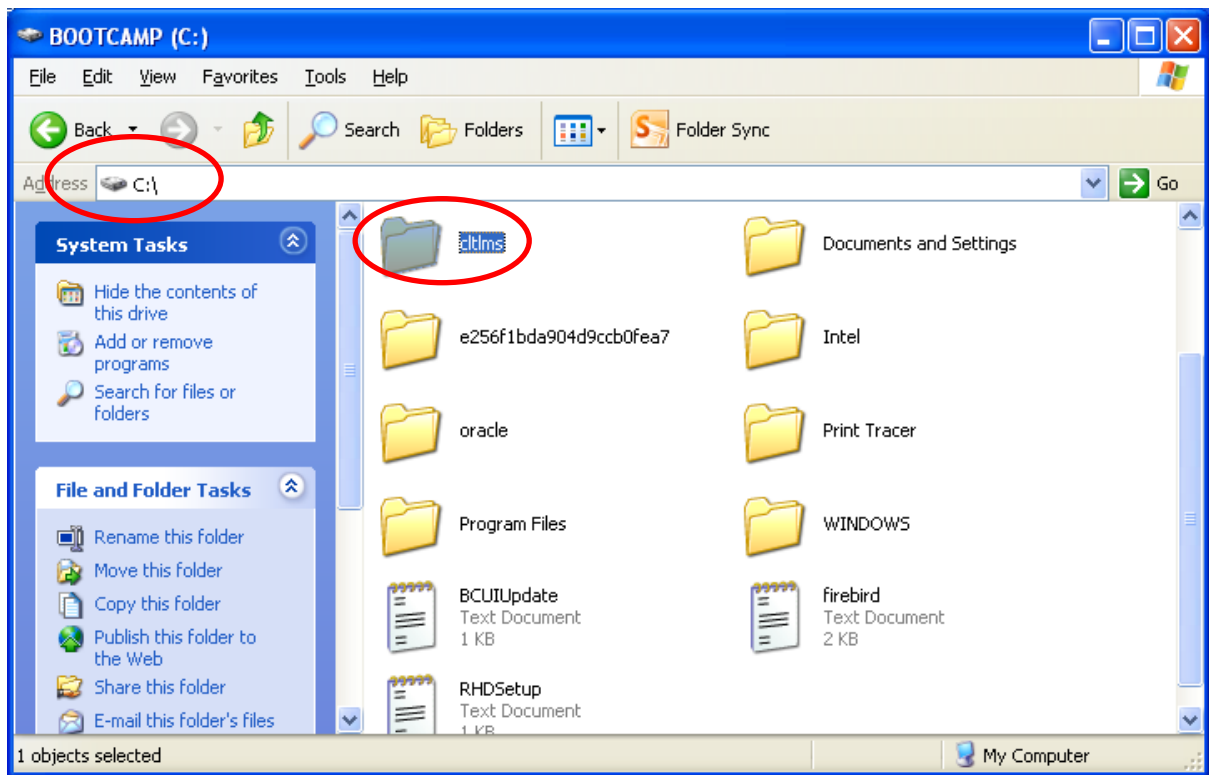 BOOTCAMP (C:)
File Edit View Favorites Tools Help
Back Search Folders Folder Sync
Address C:\ Go
System Tasks
Hide the contents of
this drive
Add or remove
programs
Search for files or
folders
File and Folder Tasks
Rename this folder
Move this folder
Copy this folder
Publish this folder to
the Web
Share this folder
E-mail this folder's files
cltlms
Documents and Settings
e256f1bda904d9ccb0fea7
Intel
oracle
Print Tracer
Program Files
WINDOWS
BCUIUpdate
Text Document
1 KB
firebird
Text Document
2 KB
RHDSetup
Text Document
1 KB
1 objects selected
My Computer